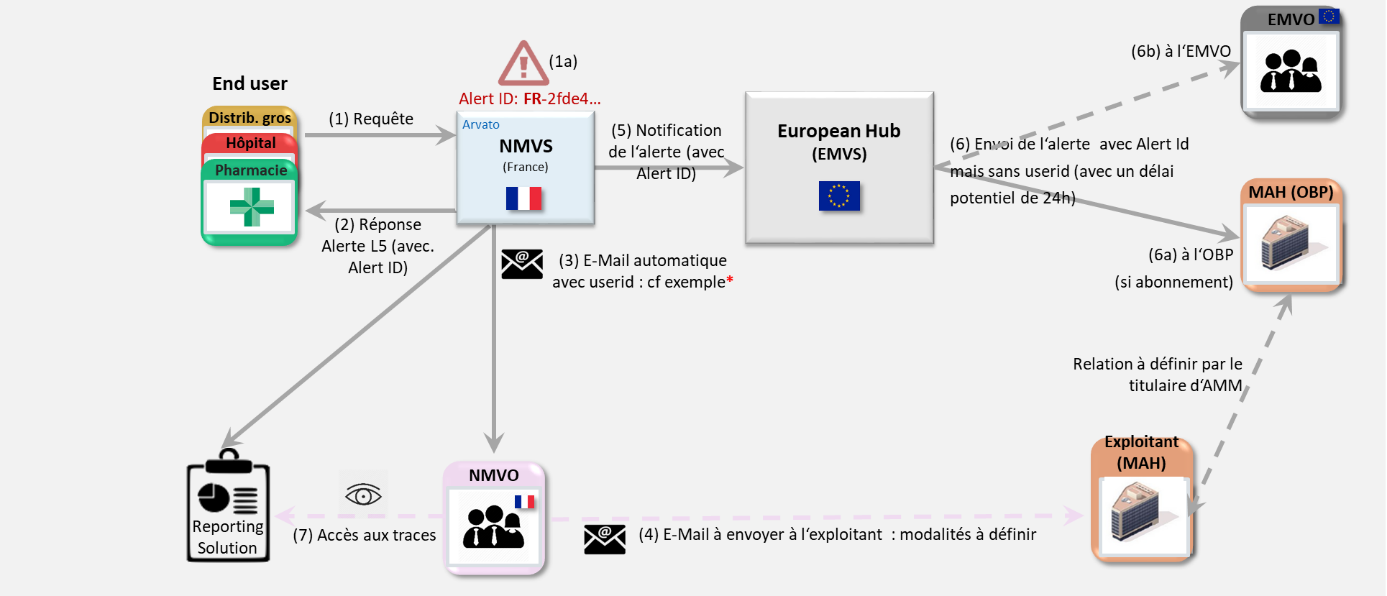 EMVO
(6b) à l‘EMVO
(1a)
End user
Alert ID: FR-2fde4...
Distrib. gros
Hôpital
Pharmacie
(1) Requête
Arvato
NMVS
(France)
(5) Notification
de l‘alerte (avec
Alert ID)
European Hub
(EMVS)
(6) Envoi de l‘alerte avec Alert Id
mais sans userid (avec un délai
potentiel de 24h)
MAH (OBP)
(2) Réponse
Alerte L5 (avec.
Alert ID)
(3) E-Mail automatique
avec userid : cf exemple*
(6a) à l‘OBP
(si abonnement)
Relation à définir par le
titulaire d‘AMM
Exploitant
(MAH)
NMVO
Reporting
Solution
(7) Accès aux traces
(4) E-Mail à envoyer à l‘exploitant : modalités à définir